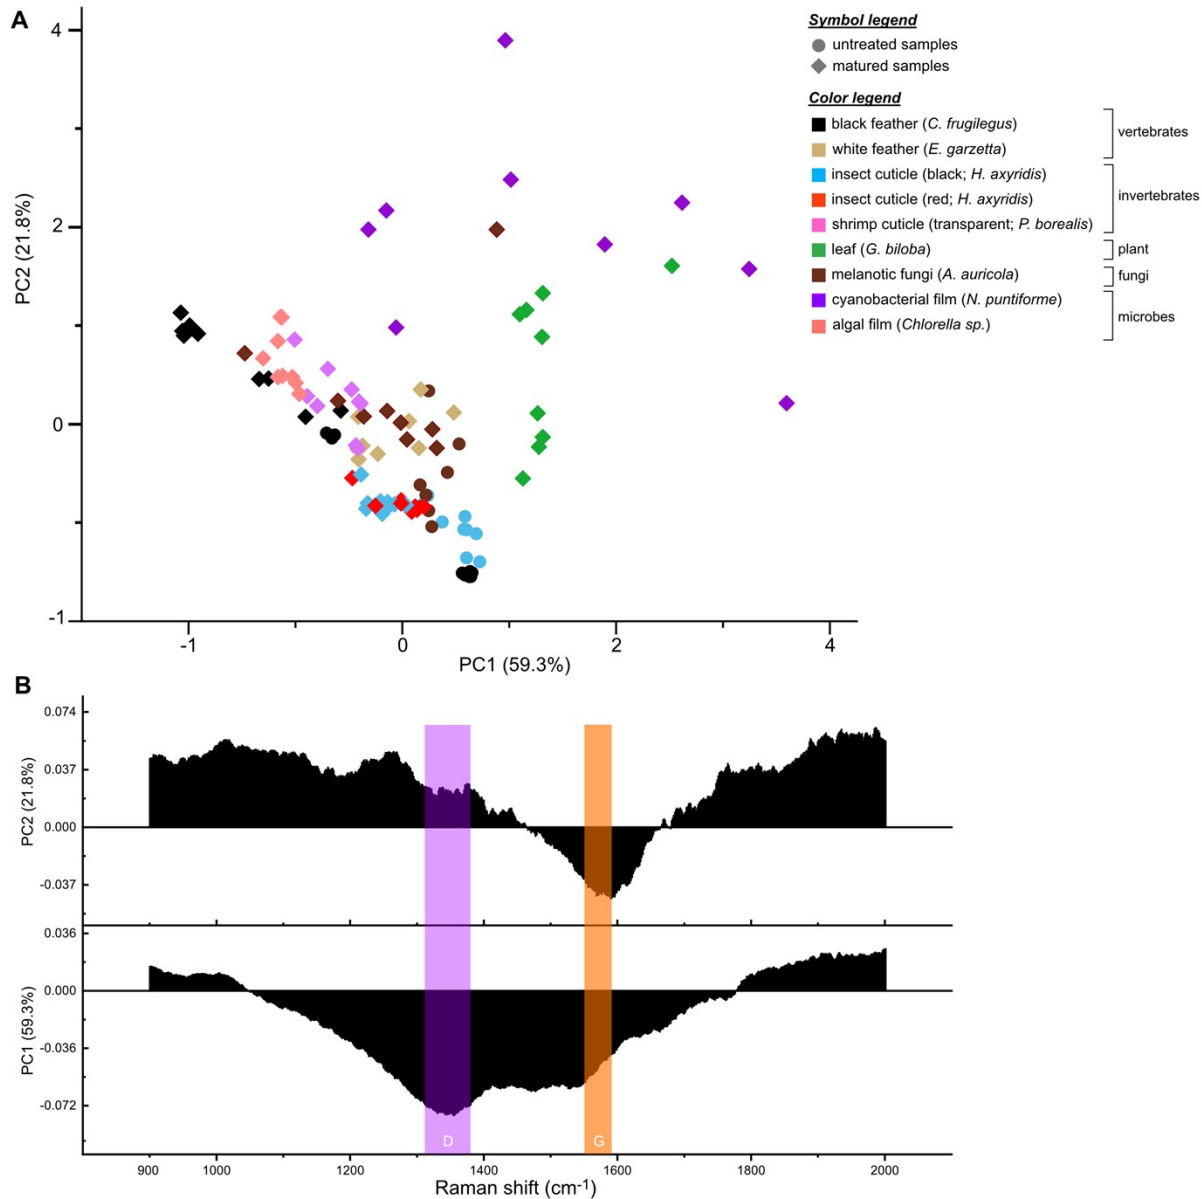 A
4
2
0
-1
PC2 (21.8%)
-1
0
2
4
PC1 (59.3%)
Symbol legend
untreated samples
matured samples
Color legend
black feather (C. frugilegus)
white feather (E. garzetta)
vertebrates
insect cuticle (black; H. axyridis)
insect cuticle (red; H. axyridis)
shrimp cuticle (transparent; P. borealis)
invertebrates
leaf (G. biloba)
plant
melanotic fungi (A. auricola)
fungi
cyanobacterial film (N. puntiforme)
algal film (Chlorella sp.)
microbes
B
0.074
0.037
0.000
-0.037
PC2 (21.8%)
0.036
0.000
-0.036
-0.072
PC1 (59.3%)
D
G
900
1000
1200
1400
1600
1800
2000
Raman shift (cm⁻¹)